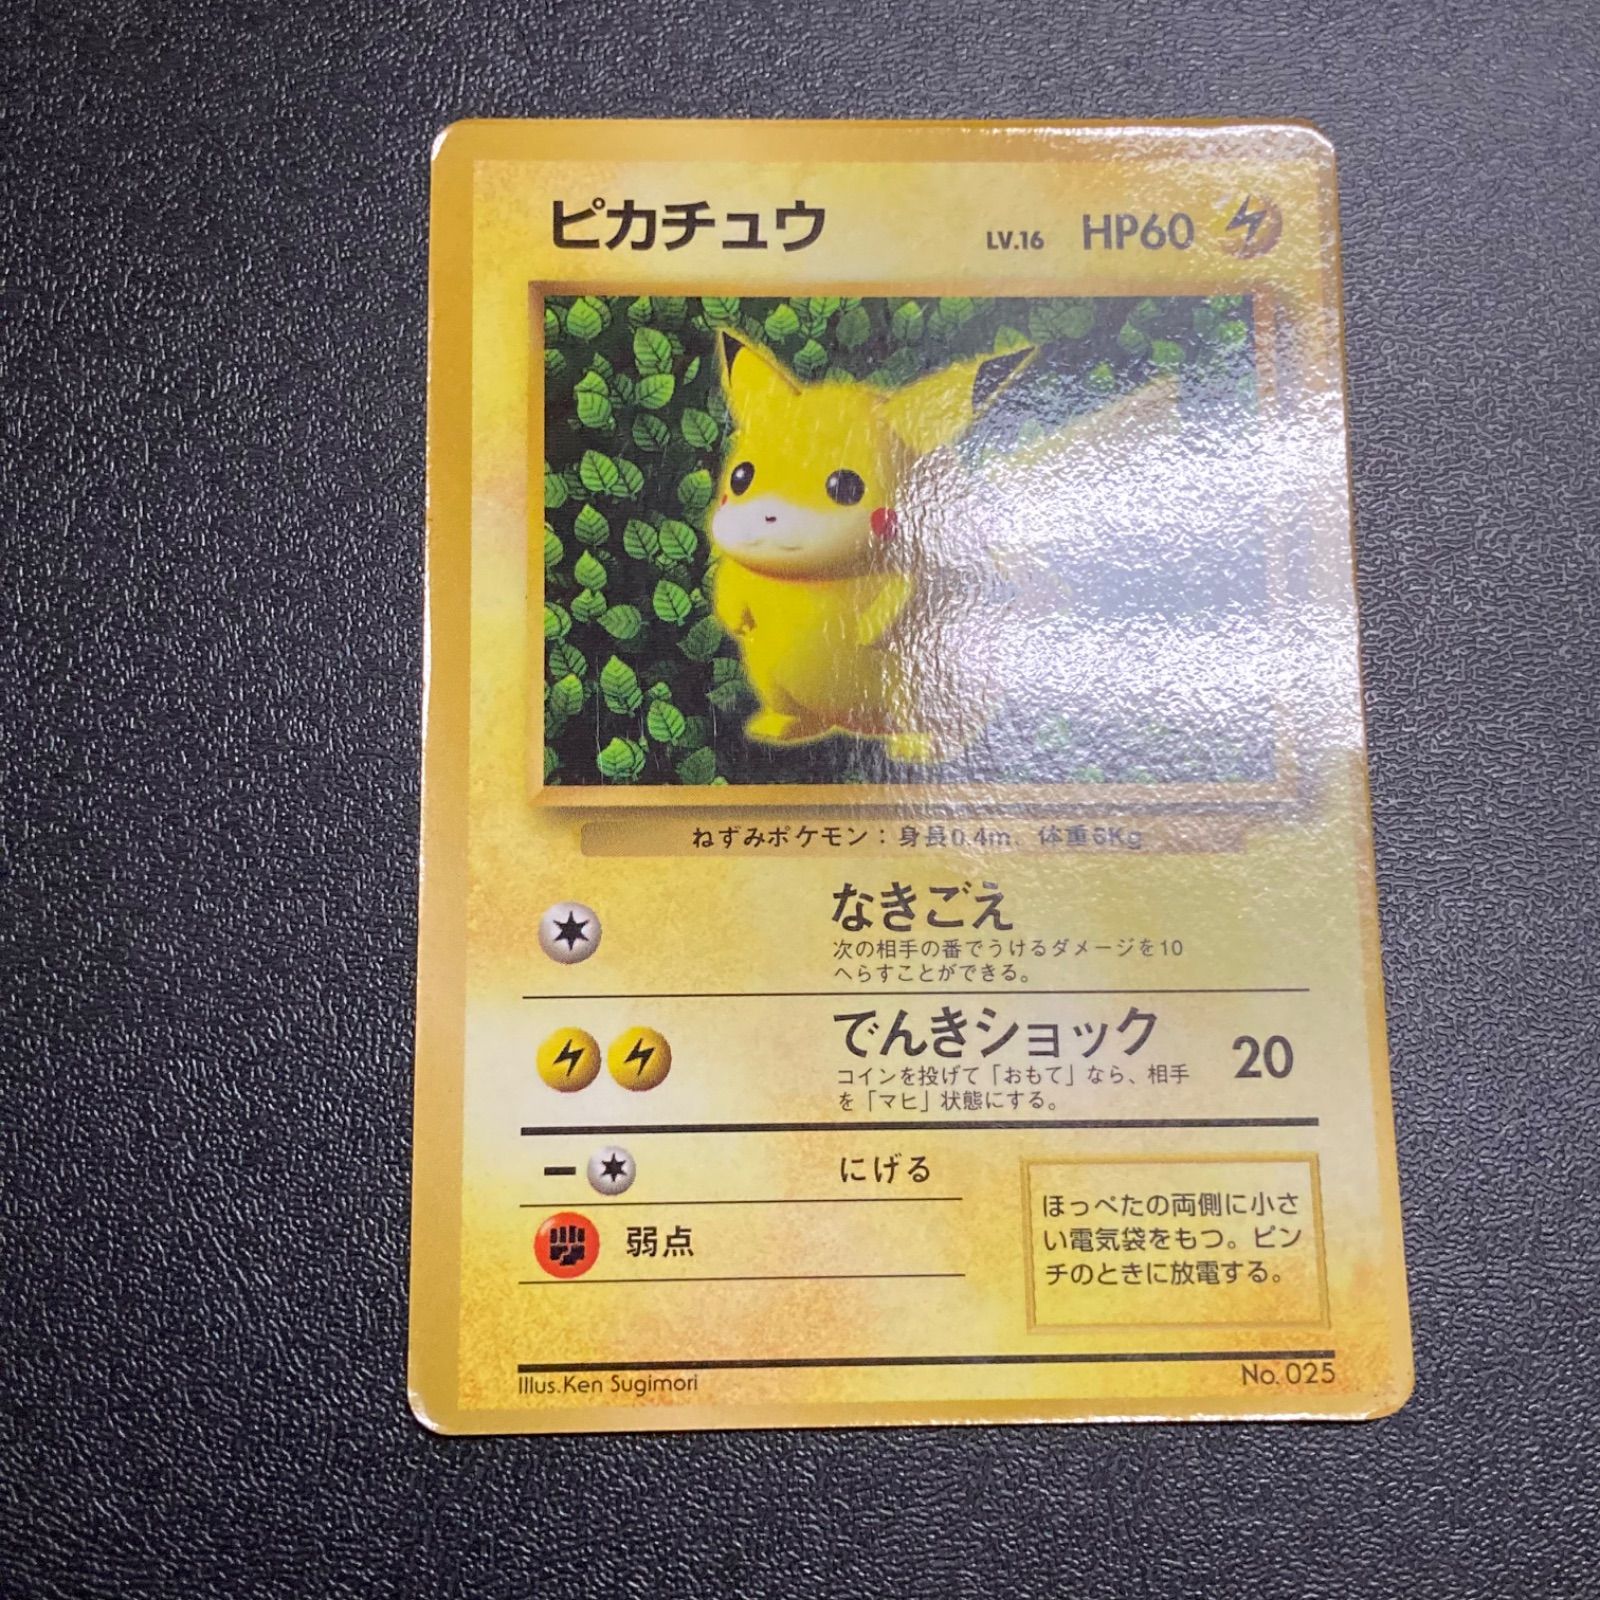 ピカチュウ LV.16 HP60
ねずみポケモン：身長0.4m、体重6Kg
なきごえ
次の相手の番でうけるダメージを10
へらすことができる。
でんきショック 20
コインを投げて「おもて」なら、相手
を「マヒ」状態にする。
にげる
弱点
ほっぺたの両側に小さ
い電気袋をもつ。ピン
チのときに放電する。
Illus.Ken Sugimori No. 025